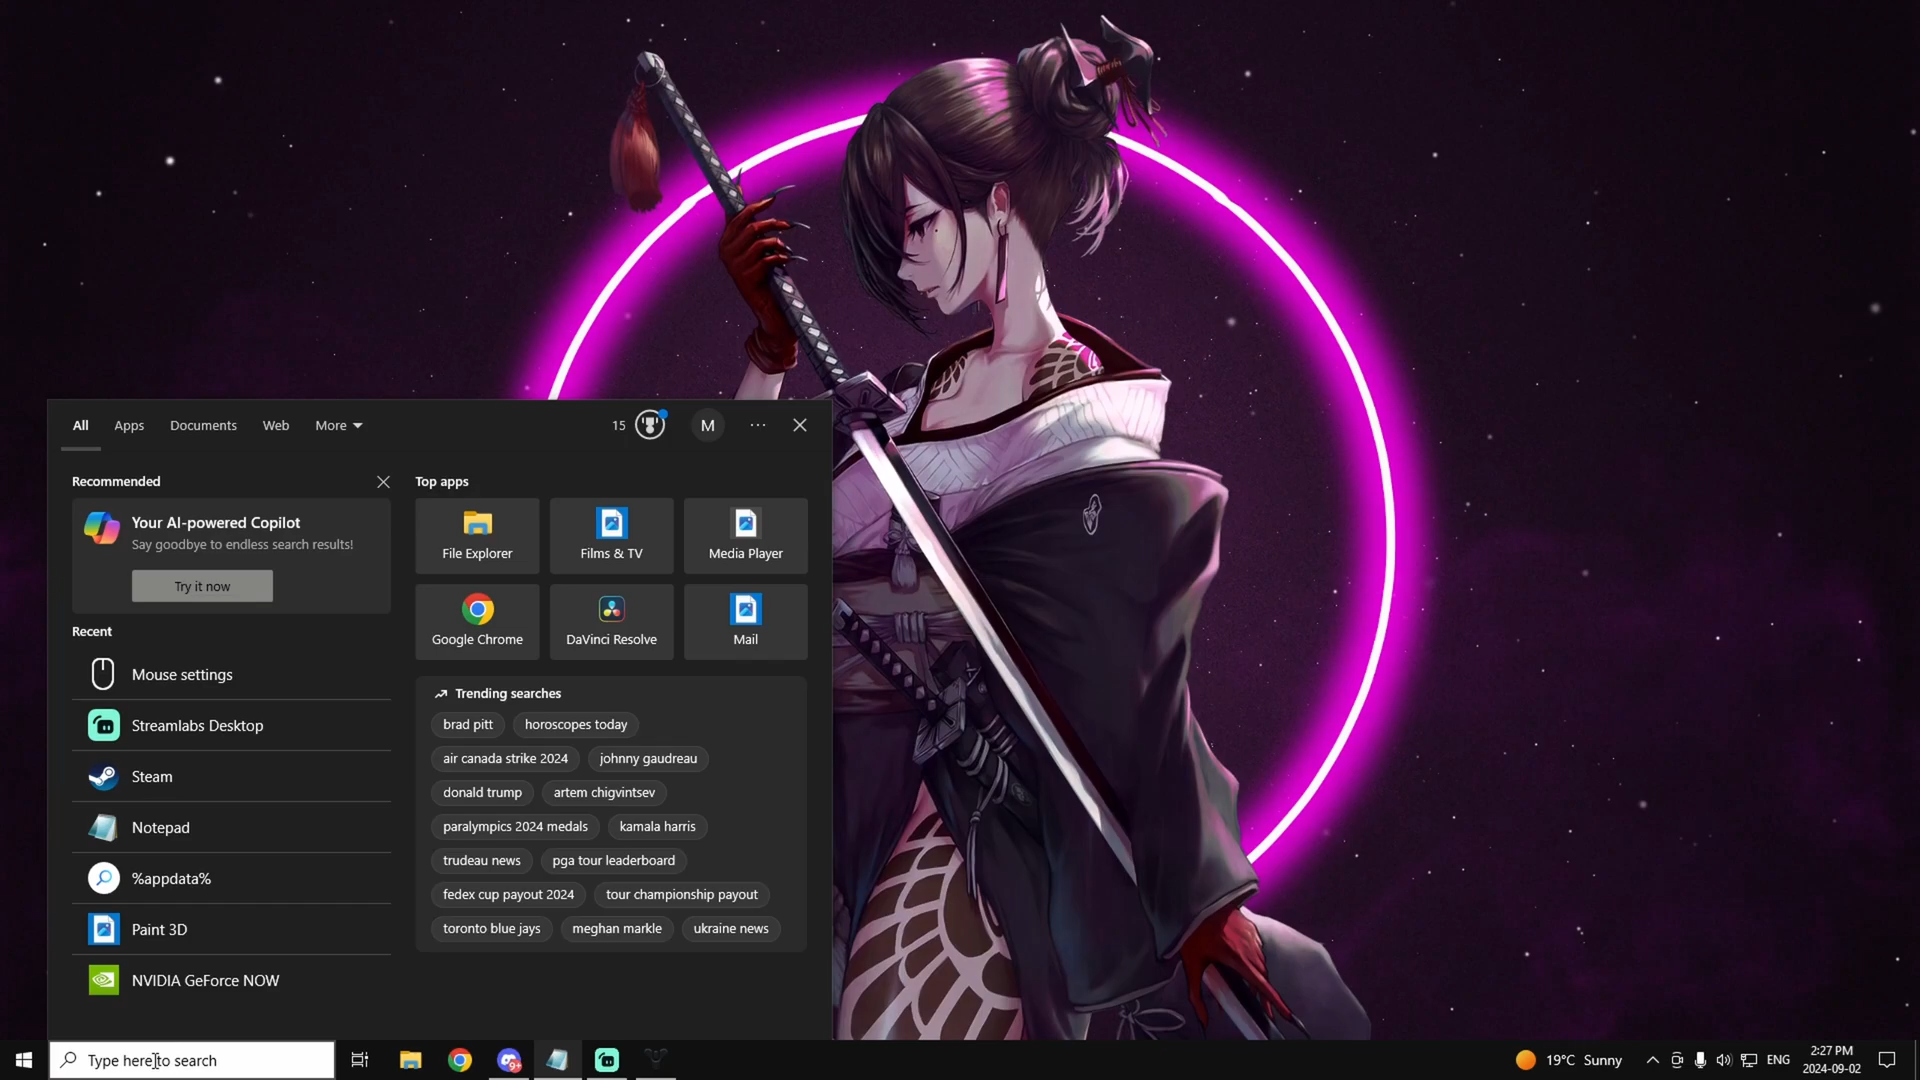 All Apps Documents Web More 15 M ...
Recommended
Your AI-powered Copilot
Say goodbye to endless search results!
Try it now
Recent
Mouse settings
Streamlabs Desktop
Steam
Notepad
%appdata%
Paint 3D
NVIDIA GeForce NOW
Top apps
File Explorer Films & TV Media Player
Google Chrome DaVinci Resolve Mail
Trending searches
brad pitt horoscopes today
air canada strike 2024 johnny gaudreau
donald trump artem chigvintsev
paralympics 2024 medals kamala harris
trudeau news pga tour leaderboard
fedex cup payout 2024 tour championship payout
toronto blue jays meghan markle ukraine news
Type here to search 9+ 19°C Sunny ENG 2:27 PM
2024-09-02